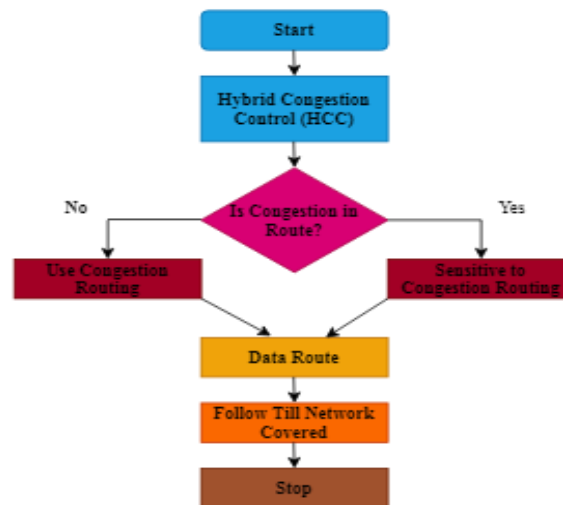 Start
Hybrid Congestion
Control (HCC)
Is Congestion in
Route?
No
Yes
Use Congestion
Routing
Sensitive to
Congestion Routing
Data Route
Follow Till Network
Covered
Stop